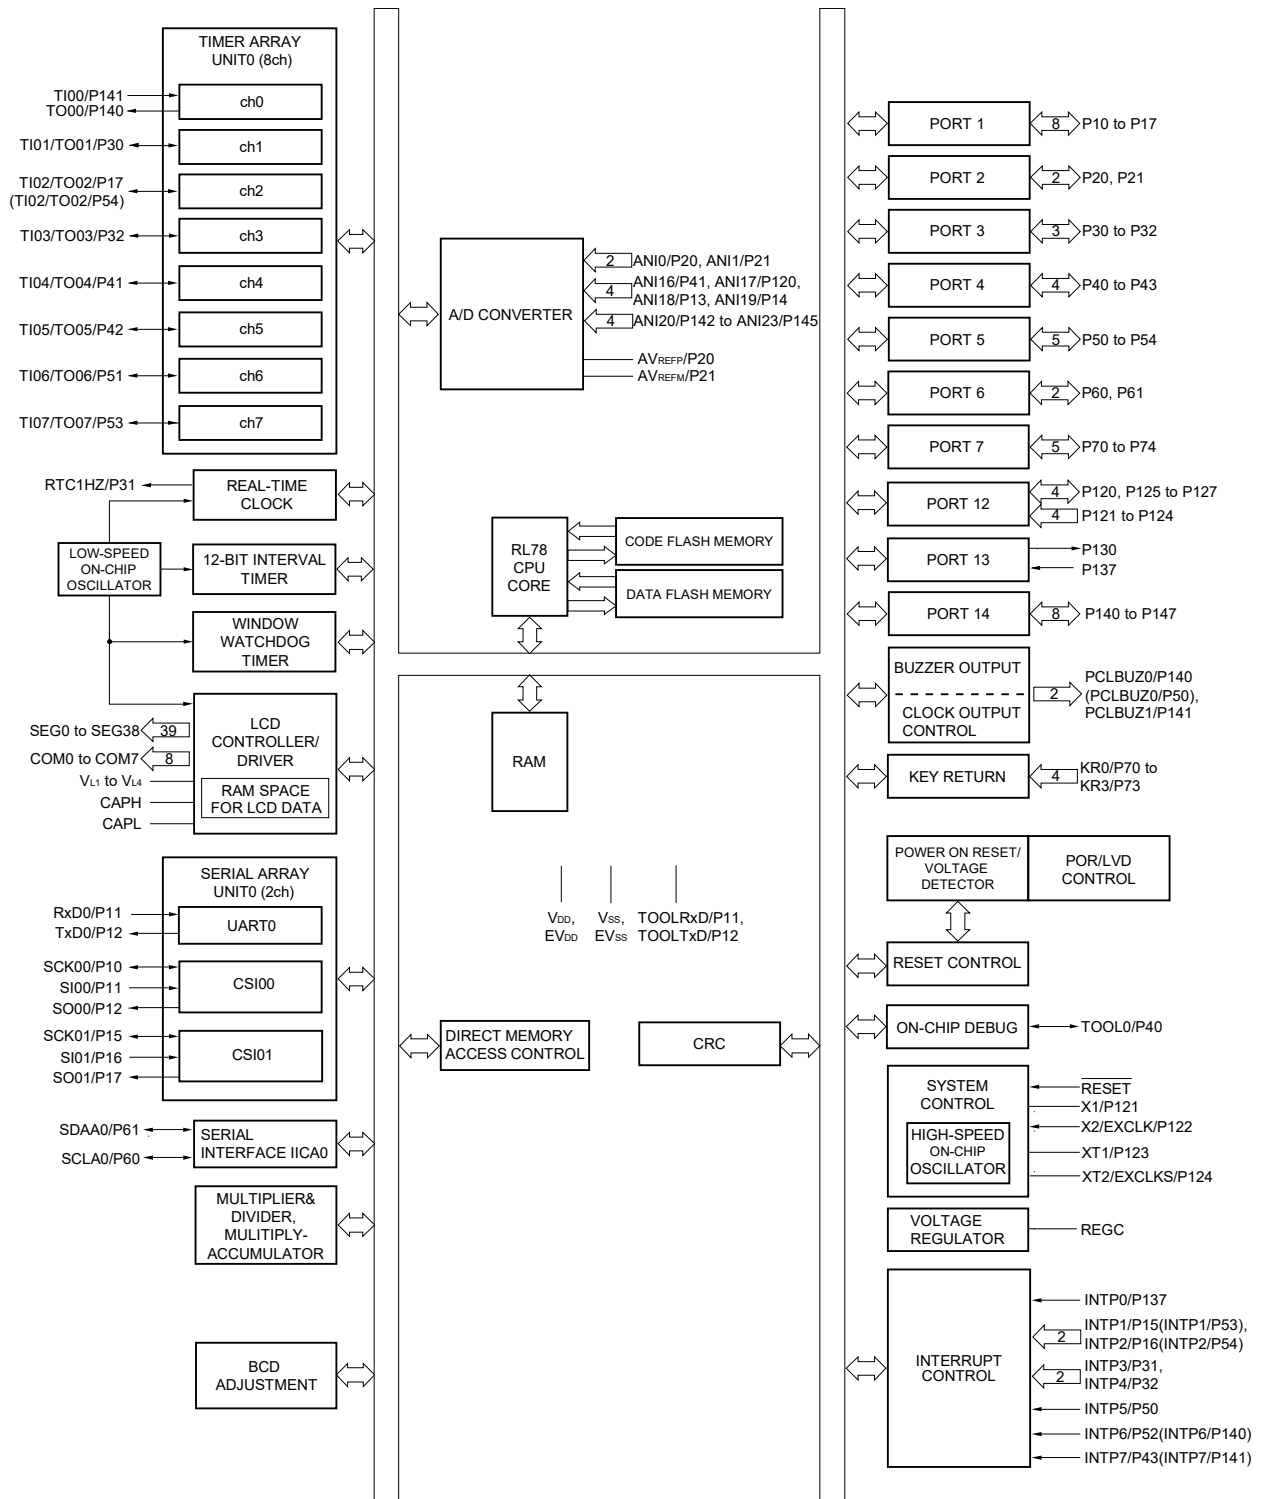 TIMER ARRAY
UNIT0 (8ch)
TI00/P141
TO00/P140
ch0
TI01/TO01/P30
ch1
TI02/TO02/P17
(TI02/TO02/P54)
ch2
TI03/TO03/P32
ch3
TI04/TO04/P41
ch4
TI05/TO05/P42
ch5
TI06/TO06/P51
ch6
TI07/TO07/P53
ch7
RTC1HZ/P31
REAL-TIME
CLOCK
LOW-SPEED
ON-CHIP
OSCILLATOR
12-BIT INTERVAL
TIMER
WINDOW
WATCHDOG
TIMER
SEG0 to SEG38
39
COM0 to COM7
8
VL1 to VL4
CAPH
CAPL
LCD
CONTROLLER/
DRIVER
RAM SPACE
FOR LCD DATA
SERIAL ARRAY
UNIT0 (2ch)
RxD0/P11
TxD0/P12
UART0
SCK00/P10
SI00/P11
SO00/P12
CSI00
SCK01/P15
SI01/P16
SO01/P17
CSI01
SDAA0/P61
SCLA0/P60
SERIAL
INTERFACE IICA0
MULTIPLIER&
DIVIDER,
MULITIPLY-
ACCUMULATOR
BCD
ADJUSTMENT
A/D CONVERTER
2
ANI0/P20, ANI1/P21
4
ANI16/P41, ANI17/P120,
ANI18/P13, ANI19/P14
4
ANI20/P142 to ANI23/P145
AVREFP/P20
AVREFM/P21
RL78
CPU
CORE
CODE FLASH MEMORY
DATA FLASH MEMORY
RAM
VDD,
EVDD
VSS,
EVSS
TOOLRxD/P11,
TOOLTxD/P12
DIRECT MEMORY
ACCESS CONTROL
CRC
PORT 1
8
P10 to P17
PORT 2
2
P20, P21
PORT 3
3
P30 to P32
PORT 4
4
P40 to P43
PORT 5
5
P50 to P54
PORT 6
2
P60, P61
PORT 7
5
P70 to P74
PORT 12
4
P120, P125 to P127
4
P121 to P124
PORT 13
P130
P137
PORT 14
8
P140 to P147
BUZZER OUTPUT
CLOCK OUTPUT
CONTROL
2
PCLBUZ0/P140
(PCLBUZ0/P50),
PCLBUZ1/P141
KEY RETURN
4
KR0/P70 to
KR3/P73
POWER ON RESET/
VOLTAGE
DETECTOR
POR/LVD
CONTROL
RESET CONTROL
ON-CHIP DEBUG
TOOL0/P40
SYSTEM
CONTROL
HIGH-SPEED
ON-CHIP
OSCILLATOR
RESET
X1/P121
X2/EXCLK/P122
XT1/P123
XT2/EXCLKS/P124
VOLTAGE
REGULATOR
REGC
INTERRUPT
CONTROL
INTP0/P137
2
INTP1/P15(INTP1/P53),
INTP2/P16(INTP2/P54)
2
INTP3/P31,
INTP4/P32
INTP5/P50
INTP6/P52(INTP6/P140)
INTP7/P43(INTP7/P141)